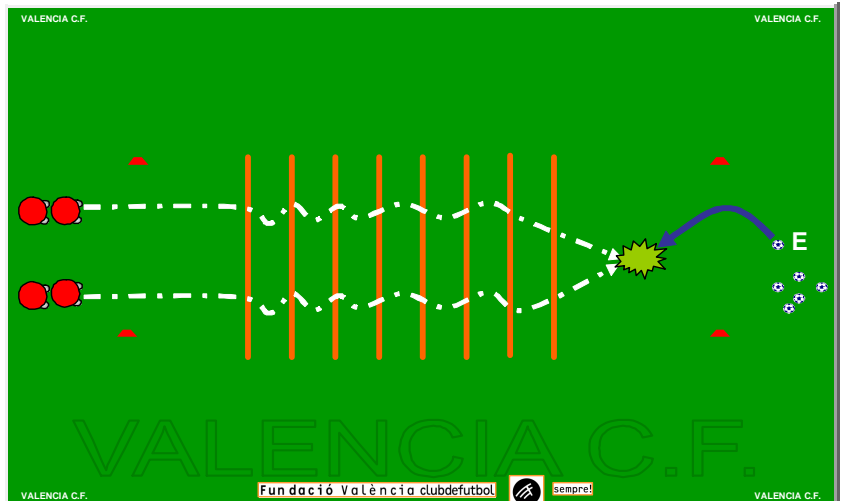 VALENCIA C.F.
VALENCIA C.F.
E
VALENCIA C.F.
Fundació València clubdefutbol
sempre!
VALENCIA C.F.
VALENCIA C.F.